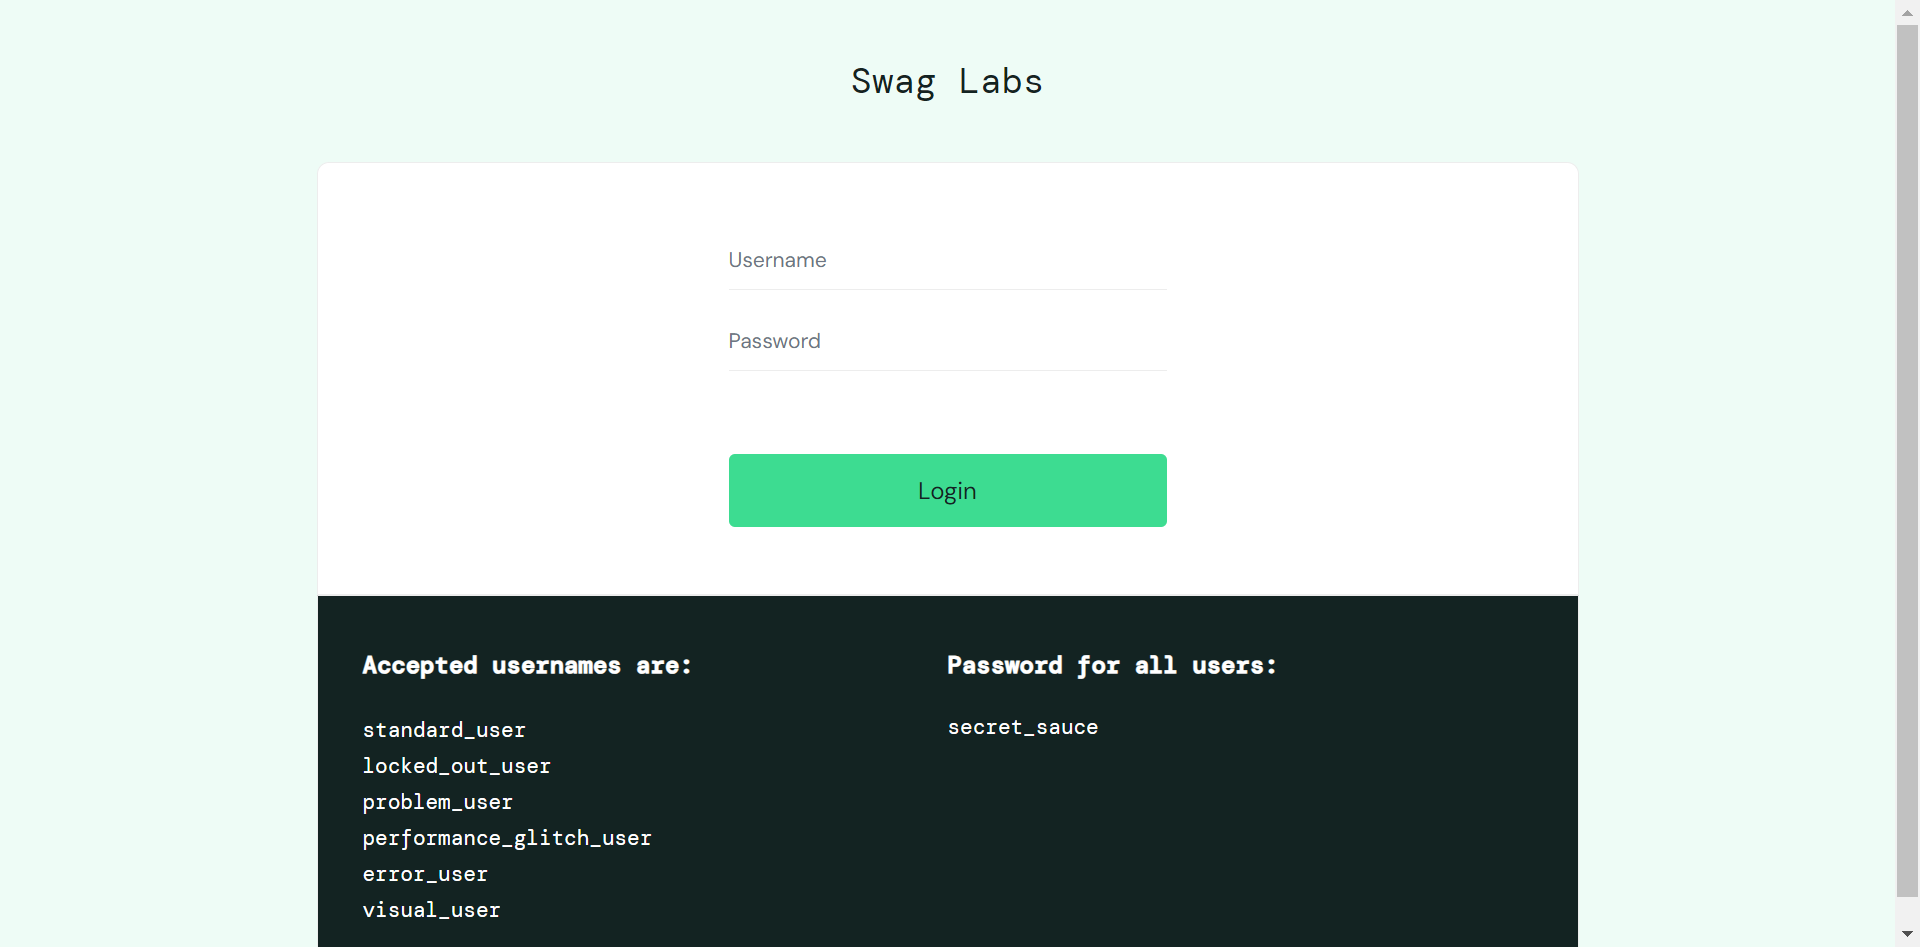 Swag Labs
Username
Password
Login
Accepted usernames are:
standard_user
locked_out_user
problem_user
performance_glitch_user
error_user
visual_user
Password for all users:
secret_sauce